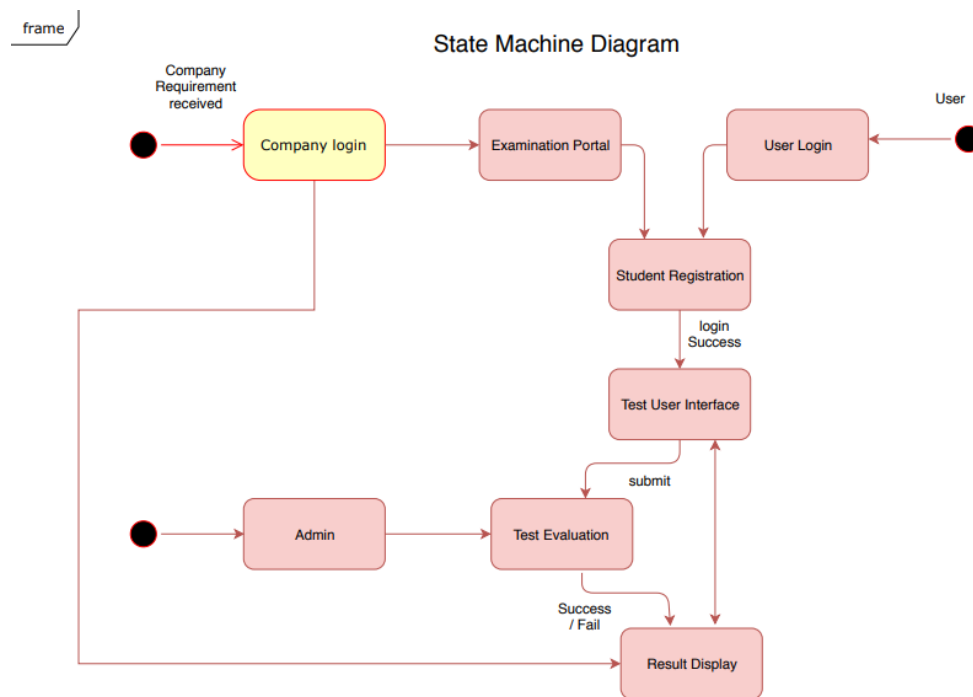 frame
State Machine Diagram
Company
Requirement
received
User
Company login
Examination Portal
User Login
Student Registration
login
Success
Test User Interface
submit
Admin
Test Evaluation
Success
/ Fail
Result Display